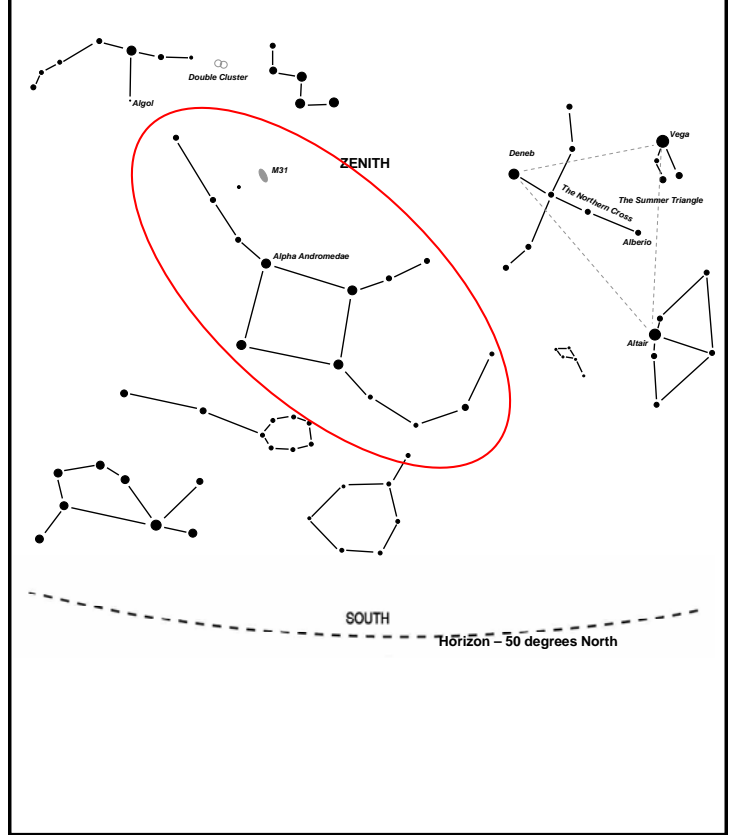 Double Cluster
Algol
M31
ZENITH
Vega
Deneb
The Northern Cross
The Summer Triangle
Alberio
Alpha Andromedae
Altair
SOUTH
Horizon – 50 degrees North